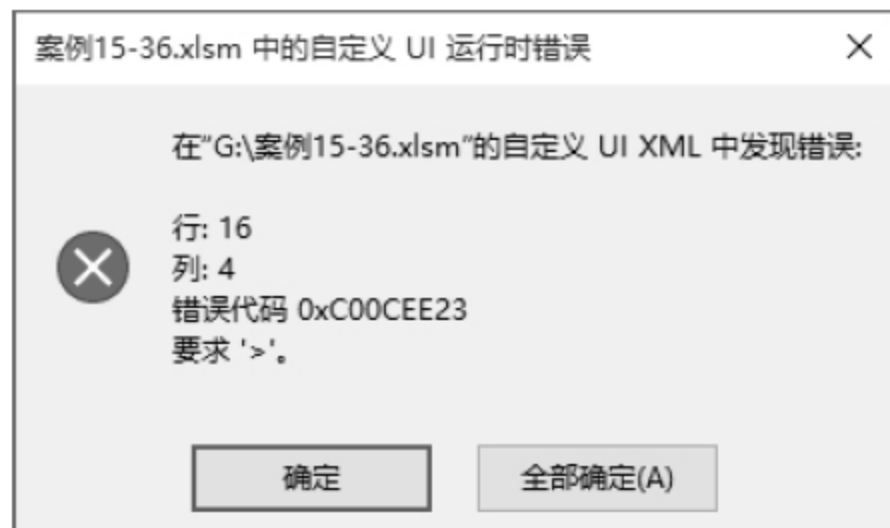 案例15-36.xlsm 中的自定义 UI 运行时错误
在“G:\案例15-36.xlsm”的自定义 UI XML 中发现错误:
行: 16
列: 4
错误代码 0xC00CEE23
要求 '>'。
确定
全部确定(A)